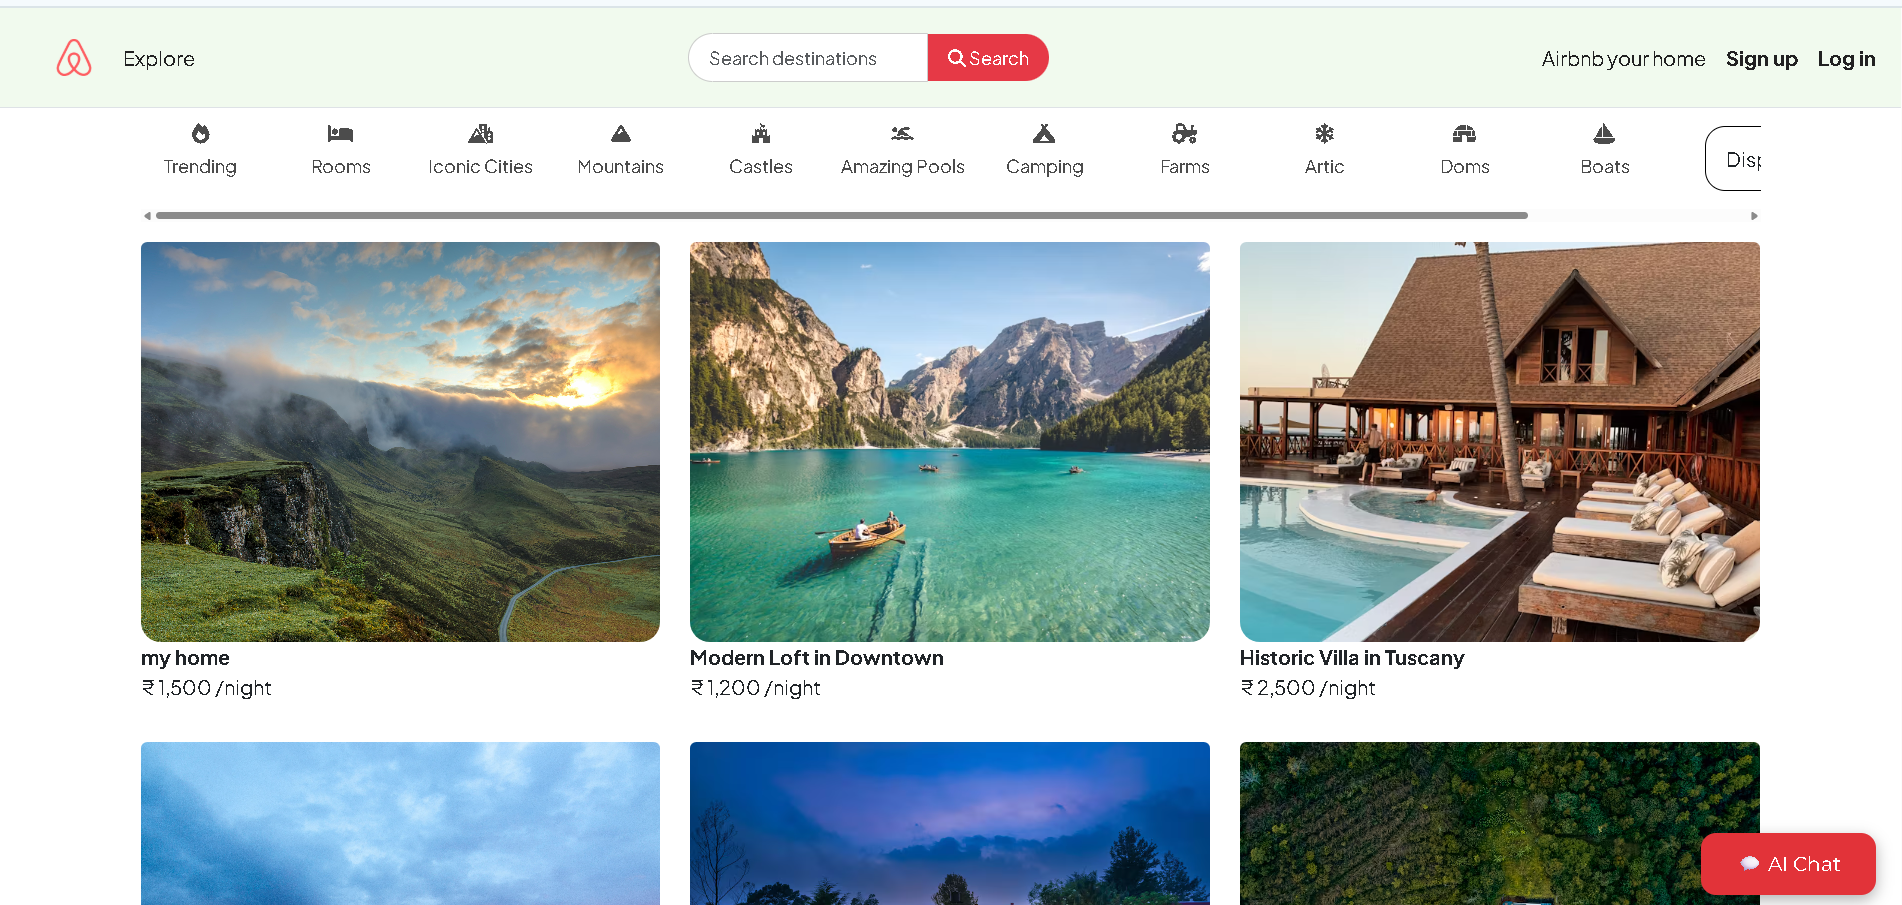 Explore
Search destinations
Search
Airbnb your home
Sign up
Log in
Trending
Rooms
Iconic Cities
Mountains
Castles
Amazing Pools
Camping
Farms
Artic
Doms
Boats
Disp
my home
₹ 1,500 /night
Modern Loft in Downtown
₹ 1,200 /night
Historic Villa in Tuscany
₹ 2,500 /night
AI Chat